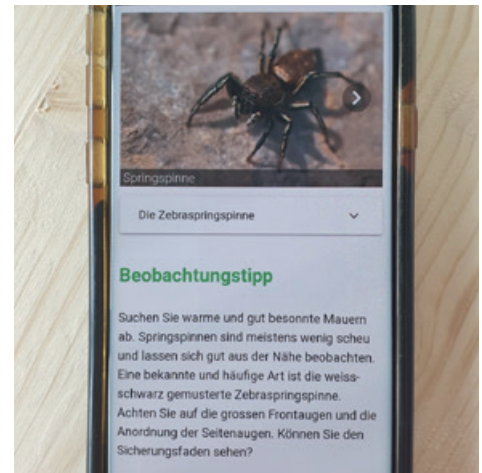 Springspinne
Die Zebraspringspinne
Beobachtungstipp
Suchen Sie warme und gut besonnte Mauern
ab. Springspinnen sind meistens wenig scheu
und lassen sich gut aus der Nähe beobachten.
Eine bekannte und häufige Art ist die weiss-
schwarz gemusterte Zebraspringspinne.
Achten Sie auf die grossen Frontaugen und die
Anordnung der Seitenaugen. Können Sie den
Sicherungsfaden sehen?